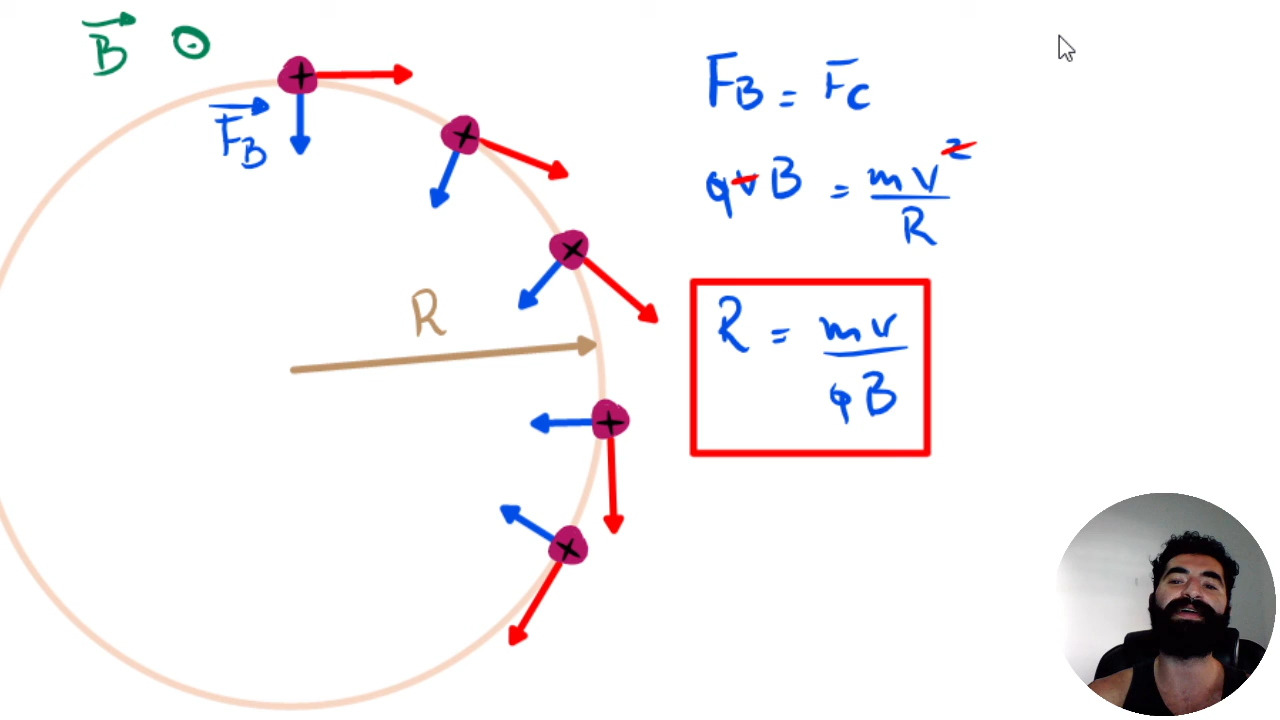 B
F_B
R
F_B = F_C
qvB = mv²/R
R = mv/qB